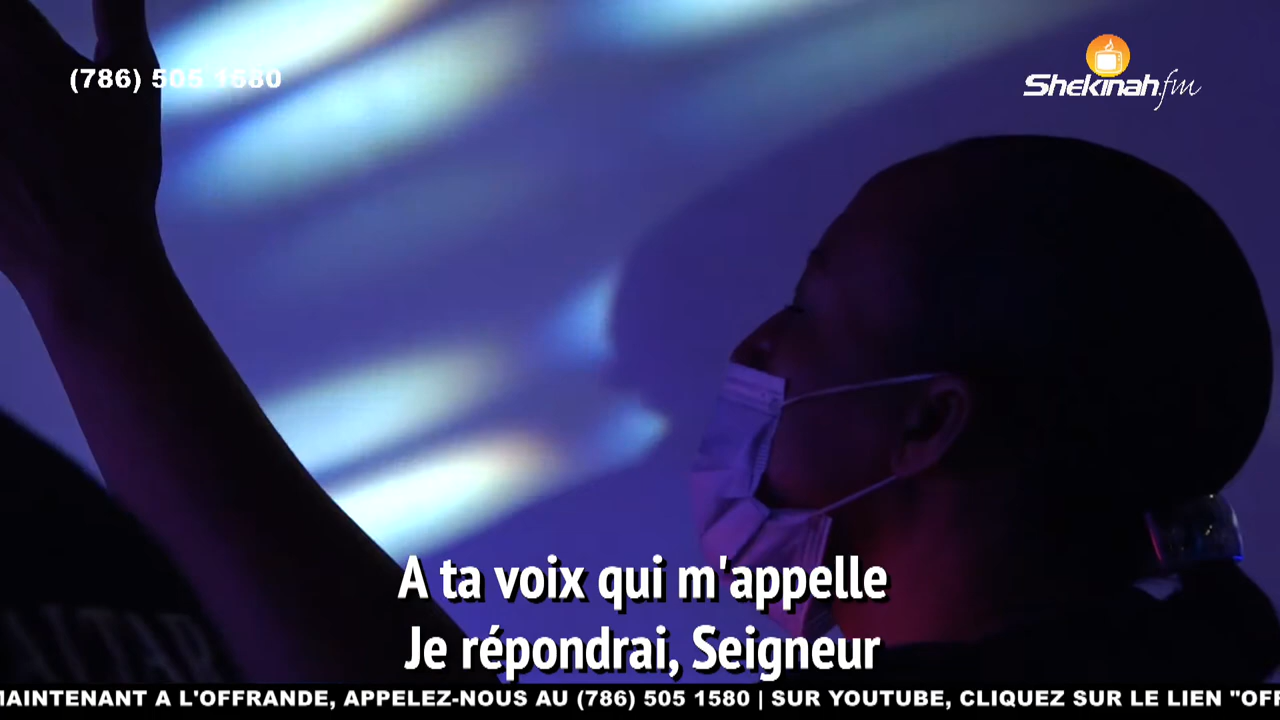 (786) 505 1580
Shekinah.fm
ALTAR
A ta voix qui m'appelle
Je répondrai, Seigneur
MAINTENANT A L'OFFRANDE, APPELEZ-NOUS AU (786) 505 1580 | SUR YOUTUBE, CLIQUEZ SUR LE LIEN "OFF